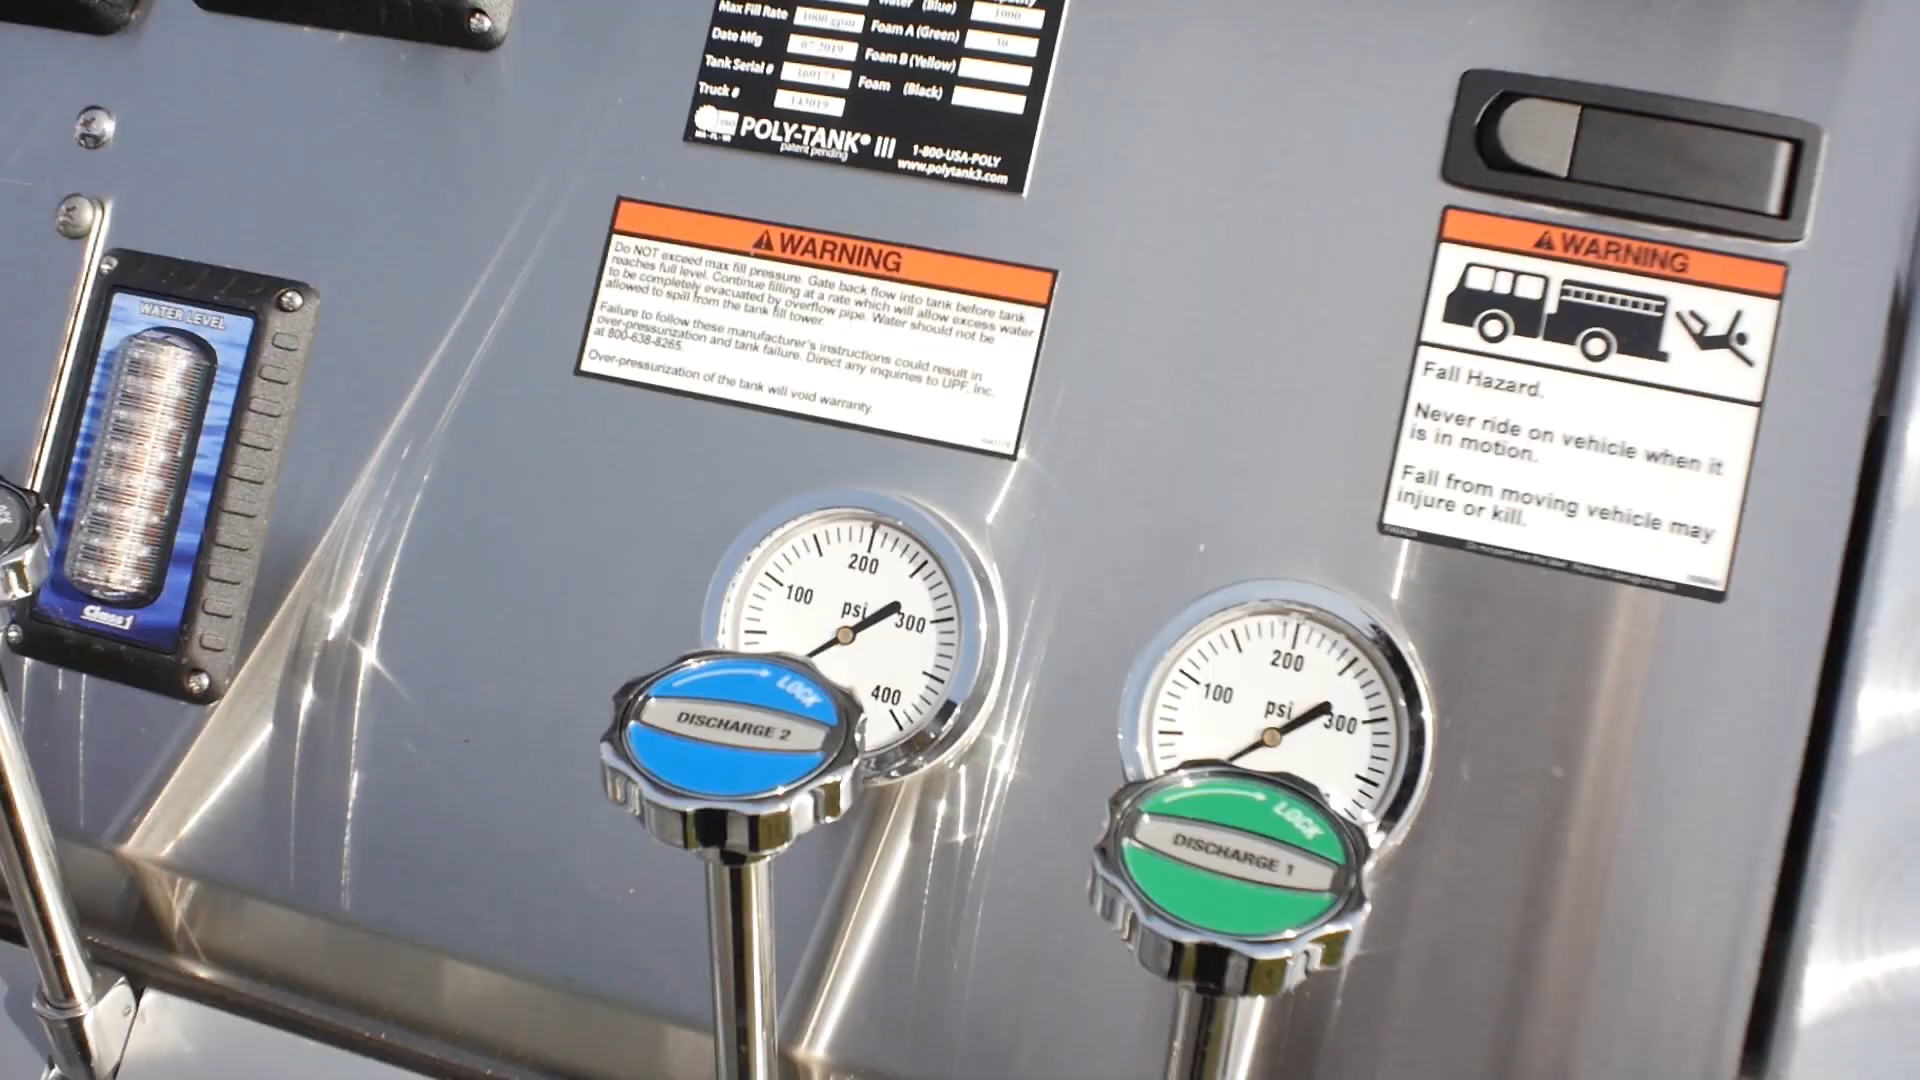 Water (Blue) 1000
Max Fill Rate 1000 gpm
Foam A (Green) 30
Date Mfg 07 2019
Foam B (Yellow)
Tank Serial #
Foam (Black)
Truck # 143019
POLY-TANK® III
patent pending
1-800-USA-POLY
www.polytank3.com
WARNING
Do NOT exceed max fill pressure. Gate back flow into tank before tank
reaches full level. Continue filling at a rate which will allow excess water
to be completely evacuated by overflow pipe. Water should not be
allowed to spill from the tank fill tower.
Failure to follow these manufacturer's instructions could result in
over-pressurization and tank failure. Direct any inquiries to UPF, Inc.
at 800-638-8265.
Over-pressurization of the tank will void warranty.
WARNING
Fall Hazard.
Never ride on vehicle when it
is in motion.
Fall from moving vehicle may
injure or kill.
WATER LEVEL
Class1
LOCK
100
200
300
400
psi
LOCK
DISCHARGE 2
100
200
300
psi
LOCK
DISCHARGE 1